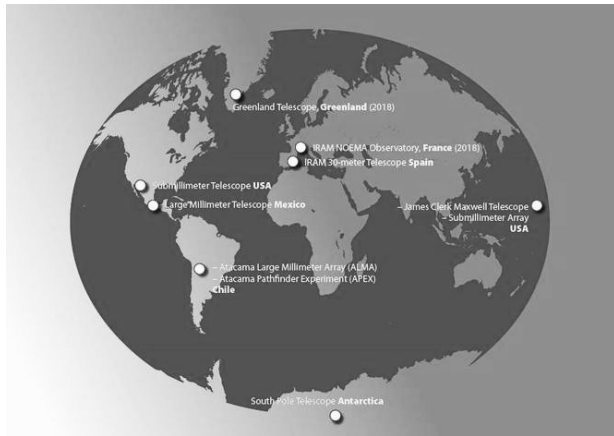 Greenland Telescope, Greenland (2018)
IRAM NOEMA Observatory, France (2018)
IRAM 30-meter Telescope Spain
Submillimeter Telescope USA
Large Millimeter Telescope Mexico
– James Clerk Maxwell Telescope
– Submillimeter Array
USA
– Atacama Large Millimeter Array (ALMA)
– Atacama Pathfinder Experiment (APEX)
Chile
South Pole Telescope Antarctica